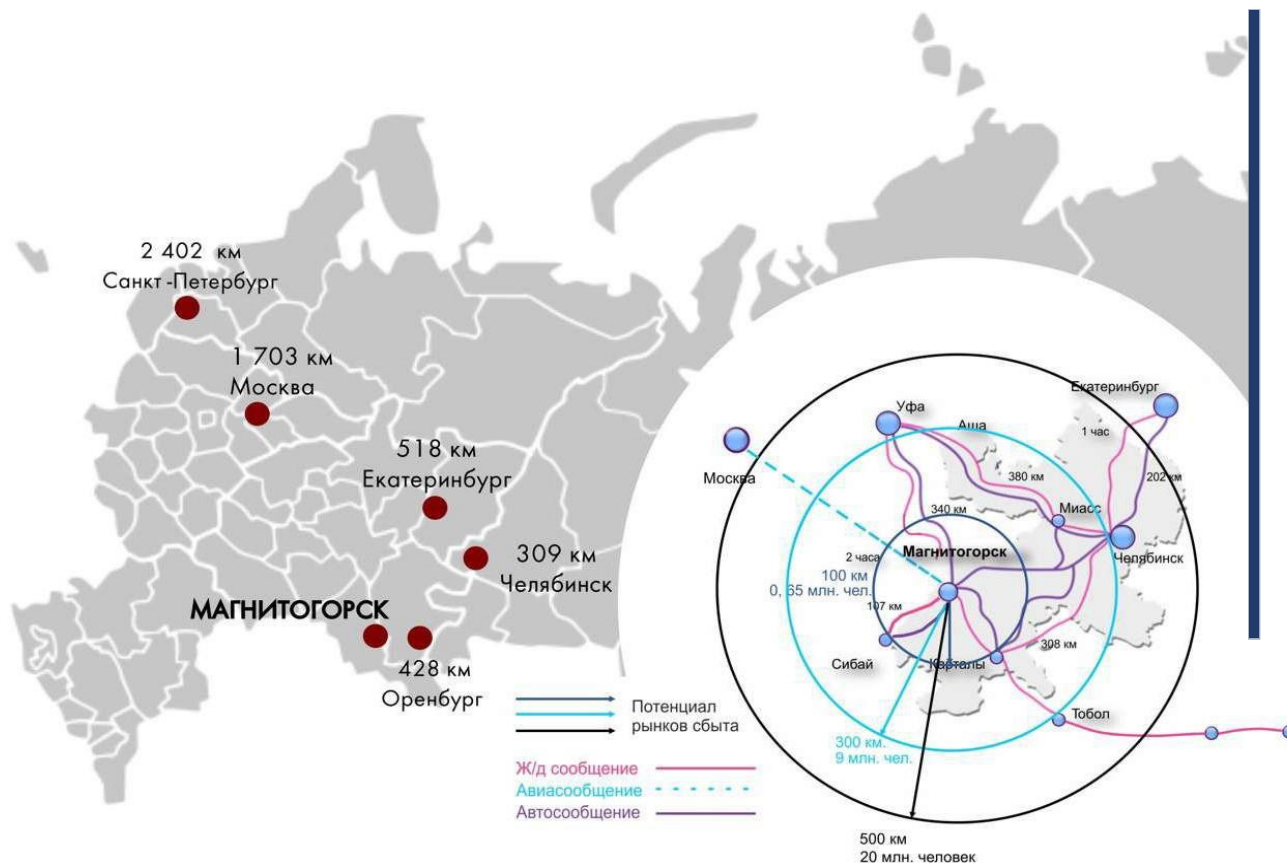 2 402 км
Санкт -Петербург
1 703 км
Москва
518 км
Екатеринбург
309 км
Челябинск
МАГНИТОГОРСК
428 км
Оренбург
Екатеринбург
Уфа
Аша
1 час
Москва
380 км
202 км
340 км
Миасс
2 часа
Магнитогорск
Челябинск
100 км
0, 65 млн. чел.
107 км
Сибай
Карталы
308 км
Тобол
300 км.
9 млн. чел.
500 км
20 млн. человек
Потенциал
рынков сбыта
Ж/д сообщение
Авиасообщение
Автосообщение